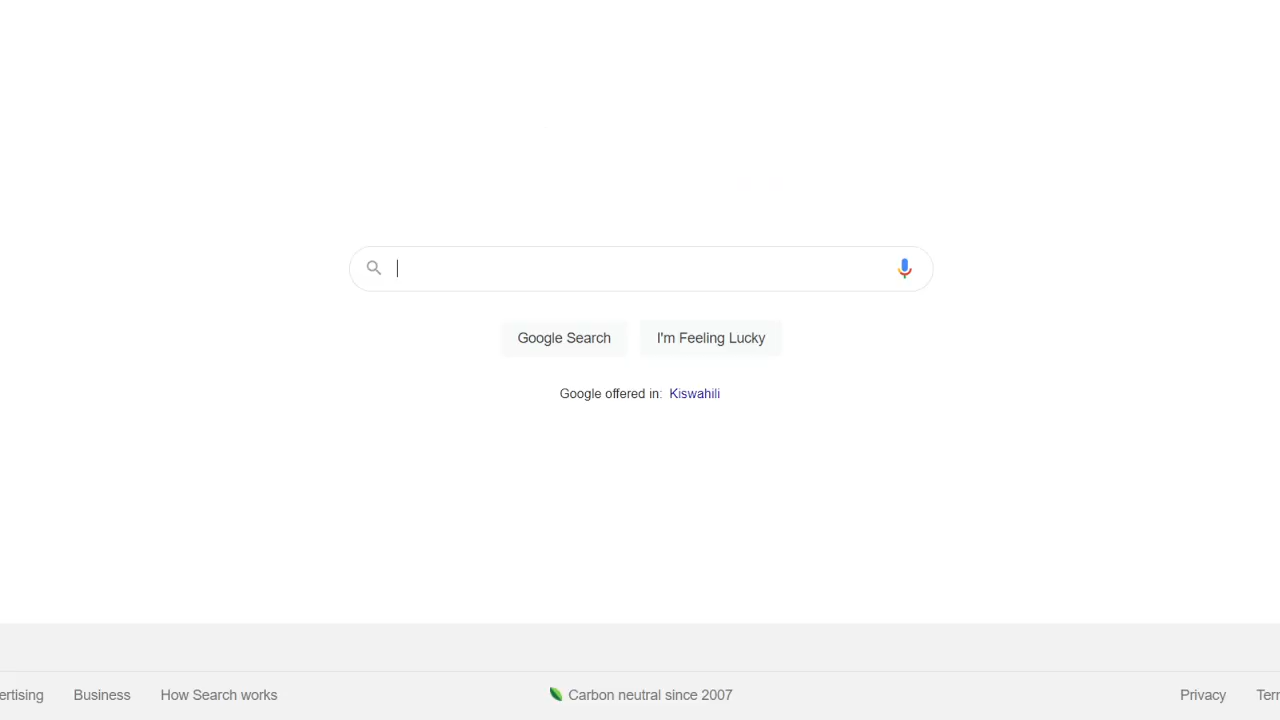 Google Search
I'm Feeling Lucky
Google offered in: Kiswahili
ertising
Business
How Search works
Carbon neutral since 2007
Privacy
Ter